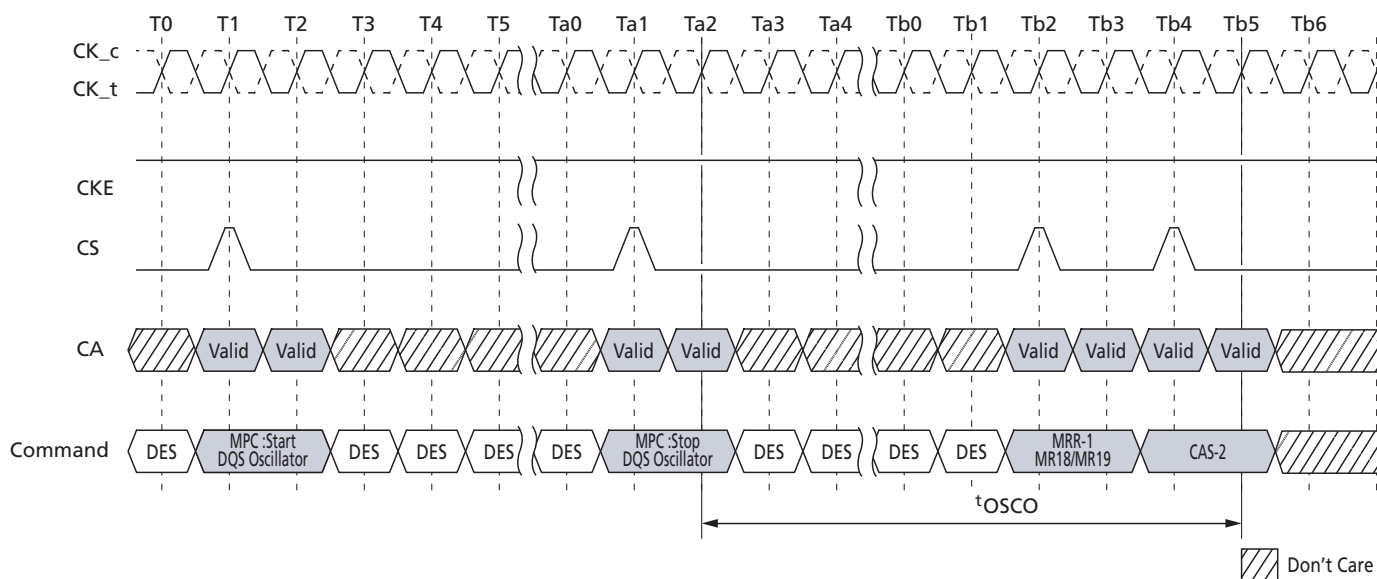 T0 T1 T2 T3 T4 T5 Ta0 Ta1 Ta2 Ta3 Ta4 Tb0 Tb1 Tb2 Tb3 Tb4 Tb5 Tb6
CK_c
CK_t
CKE
CS
CA Valid Valid Valid Valid Valid Valid Valid Valid
Command DES MPC :Start DQS Oscillator DES DES DES DES MPC :Stop DQS Oscillator DES DES DES DES MRR-1 MR18/MR19 CAS-2
tOSCO
Don't Care